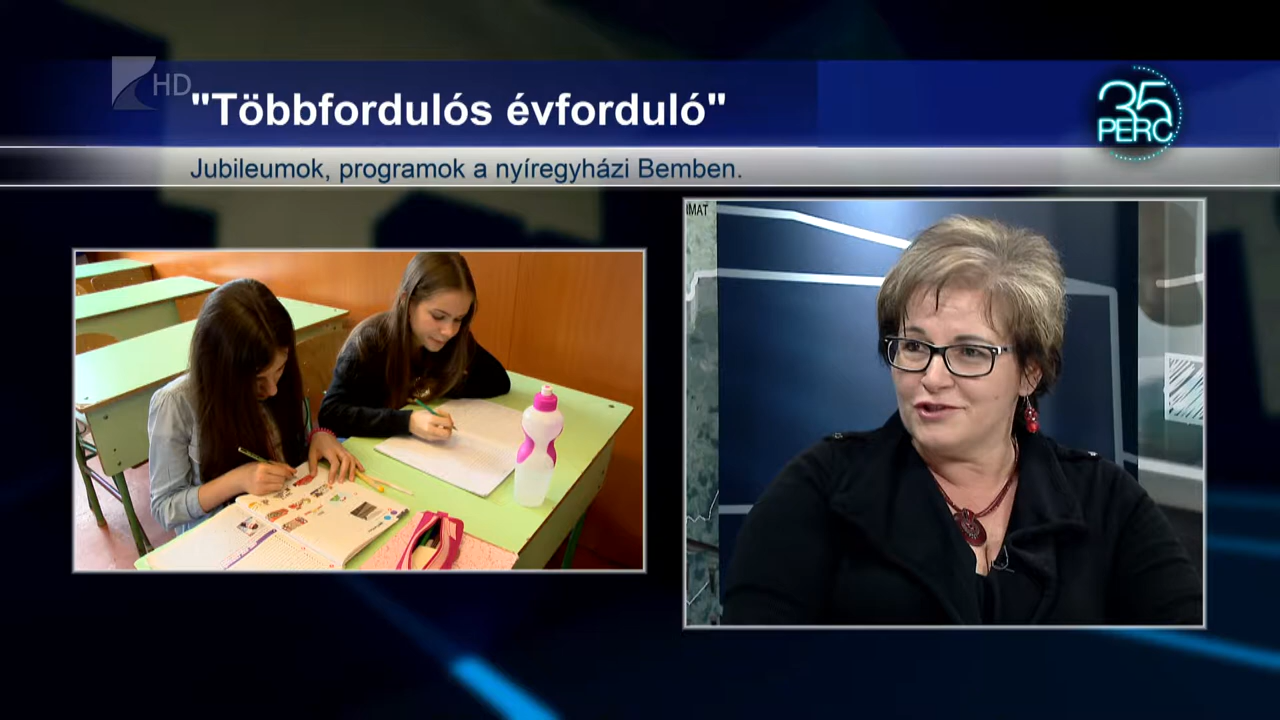 HD
"Többfordulós évforduló"
35
PERC
Jubileumok, programok a nyíregyházi Bemben.
IMAT